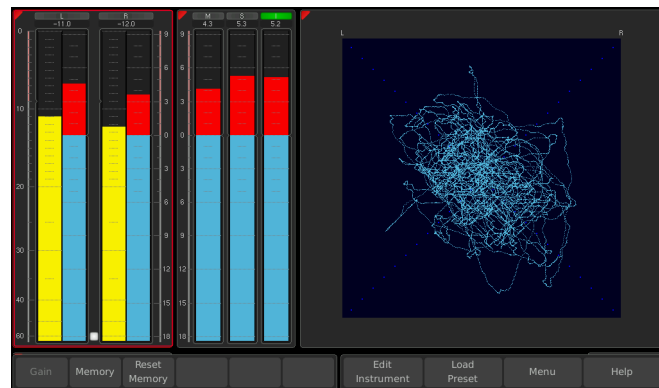 L R
-11.0 -12.0
0 9 9
6 6
10 3 3
0 0
20 3 3
6 6
30 9 9
12 12
40 15 15
60 18 18
M S I
4.3 5.3 5.2
L R
Gain Memory Reset Memory
Edit Instrument Load Preset Menu Help